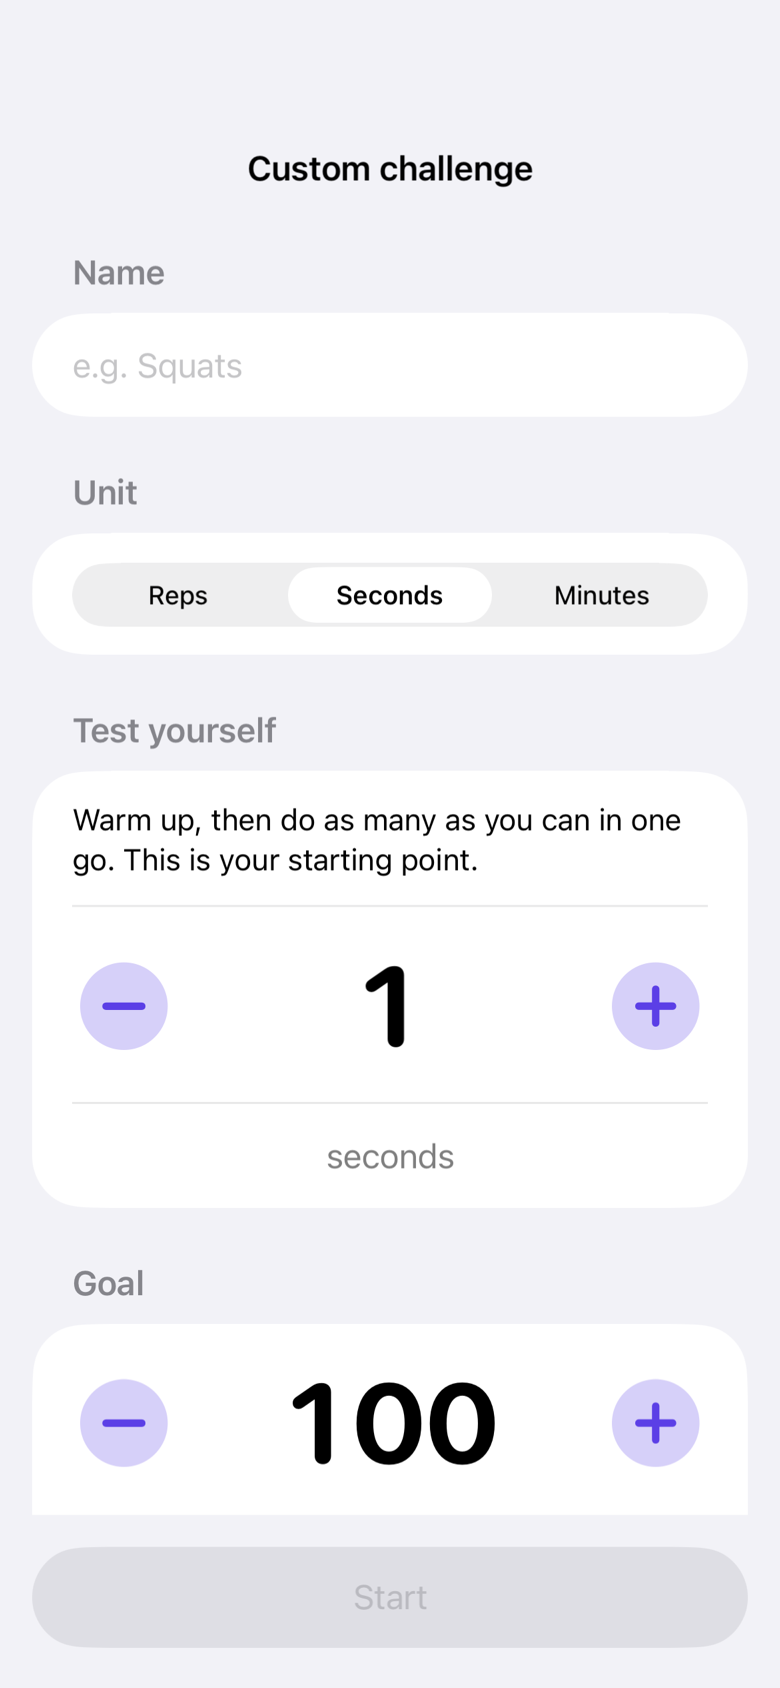 Custom challenge
Name
e.g. Squats
Unit
Reps Seconds Minutes
Test yourself
Warm up, then do as many as you can in one
go. This is your starting point.
1
seconds
Goal
100
Start